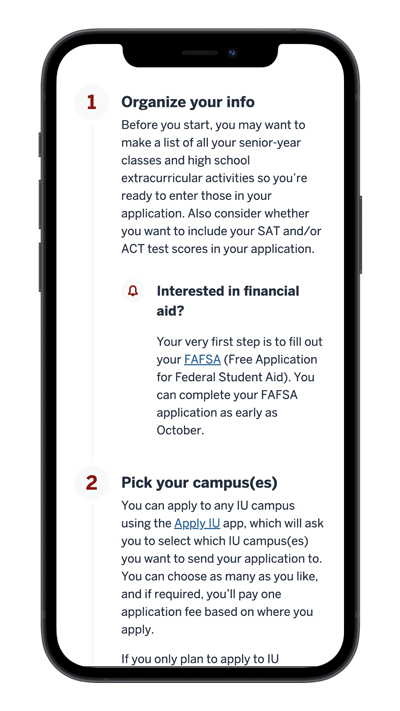 1
Organize your info
Before you start, you may want to
make a list of all your senior-year
classes and high school
extracurricular activities so you're
ready to enter those in your
application. Also consider whether
you want to include your SAT and/or
ACT test scores in your application.
Interested in financial
aid?
Your very first step is to fill out
your FAFSA (Free Application
for Federal Student Aid). You
can complete your FAFSA
application as early as
October.
2
Pick your campus(es)
You can apply to any IU campus
using the Apply IU app, which will ask
you to select which IU campus(es)
you want to send your application to.
You can choose as many as you like,
and if required, you'll pay one
application fee based on where you
apply.
If you only plan to apply to IU